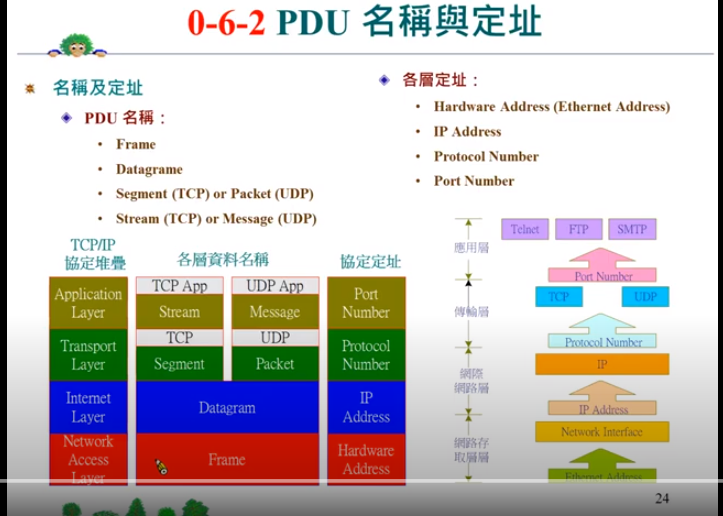 0-6-2 PDU 名稱與定址
名稱及定址
PDU 名稱：
Frame
Datagrame
Segment (TCP) or Packet (UDP)
Stream (TCP) or Message (UDP)
各層定址：
Hardware Address (Ethernet Address)
IP Address
Protocol Number
Port Number
TCP/IP
協定堆疊
各層資料名稱
協定定址
Application
Layer
TCP App
UDP App
Stream
Message
Port
Number
Transport
Layer
TCP
UDP
Segment
Packet
Protocol
Number
Internet
Layer
Datagram
IP
Address
Network
Access
Layer
Frame
Hardware
Address
應用層
Telnet
FTP
SMTP
Port Number
傳輸層
TCP
UDP
Protocol Number
網際
網路層
IP
IP Address
網路存
取層層
Network Interface
Ethernet Address
24